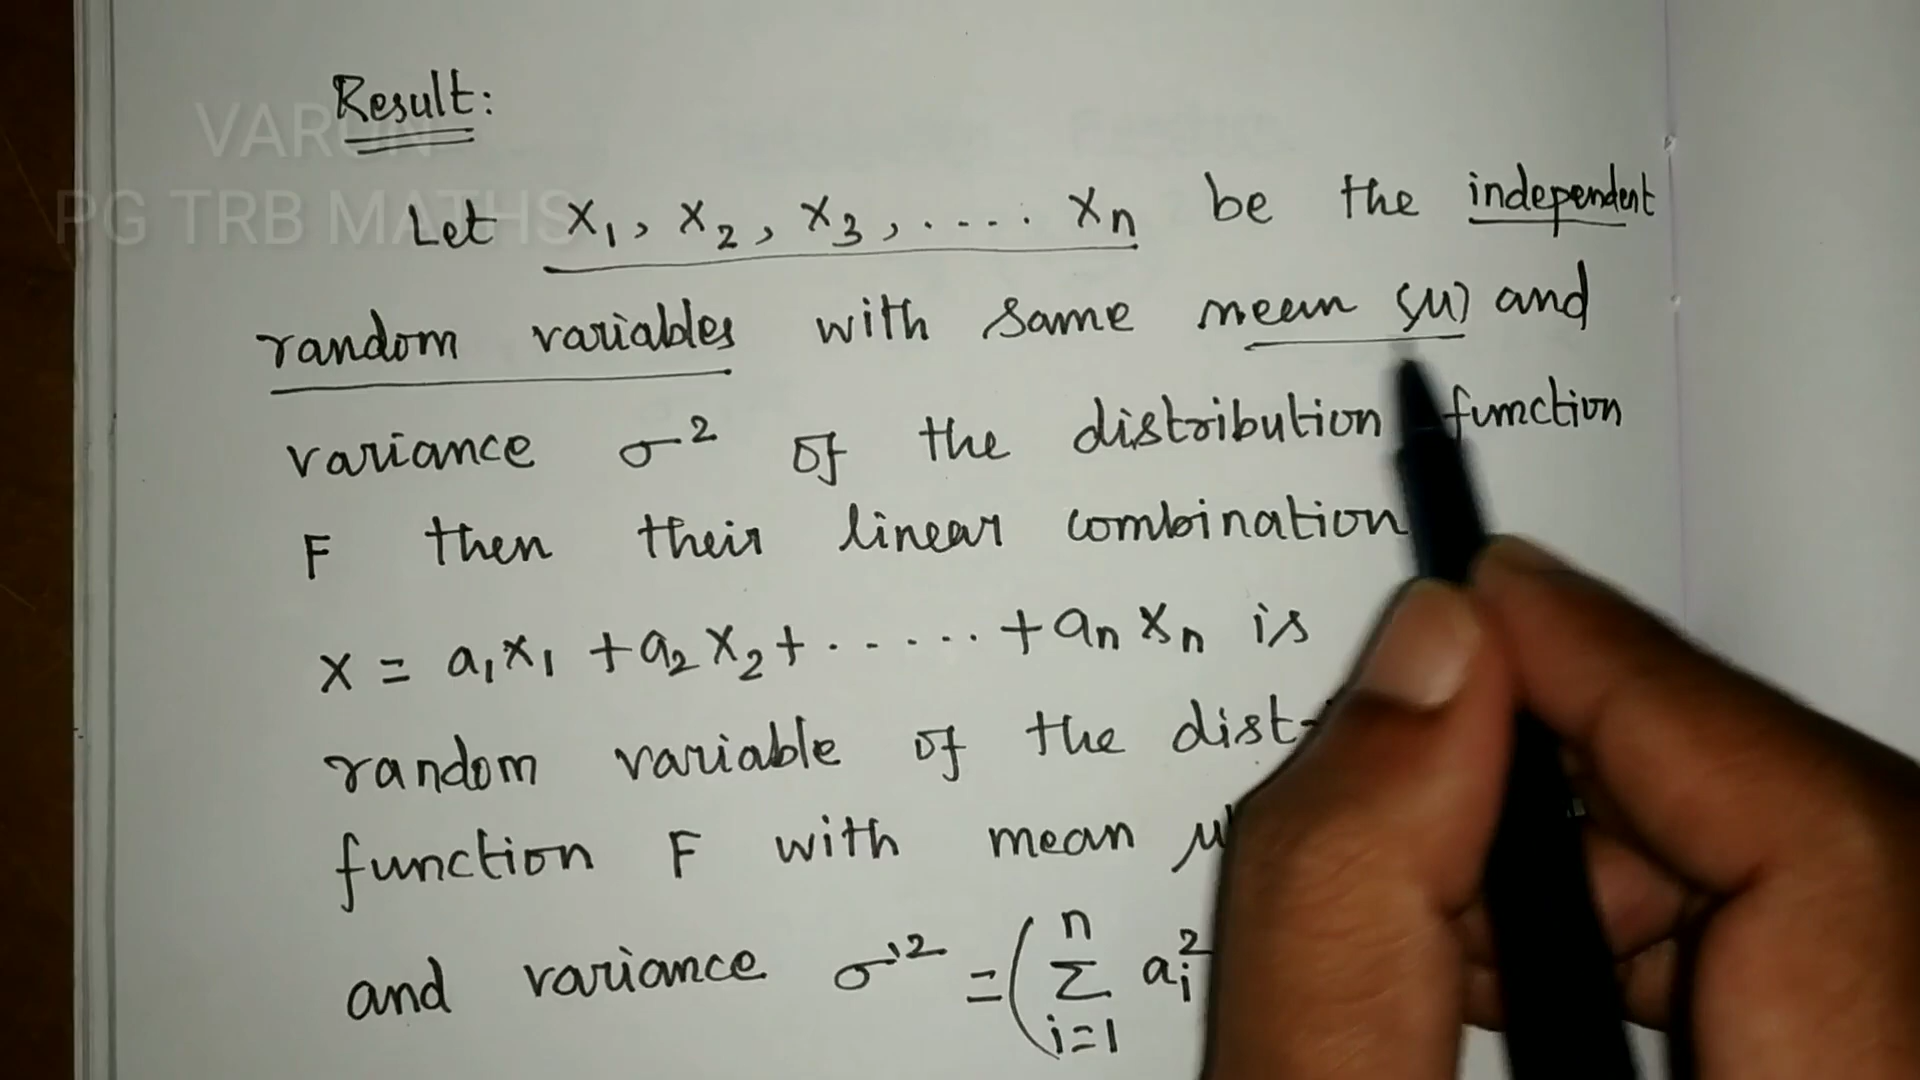 Result:
VARUN
PG TRB MATHS
Let x₁, x₂, x₃, .... xₙ be the independent
random variables with same mean (μ) and
variance σ² of the distribution function
F then their linear combination
x = a₁x₁ + a₂x₂ + ..... + aₙxₙ is
random variable of the
function F with mean
and variance σ'² = (Σ aᵢ²
n
i=1